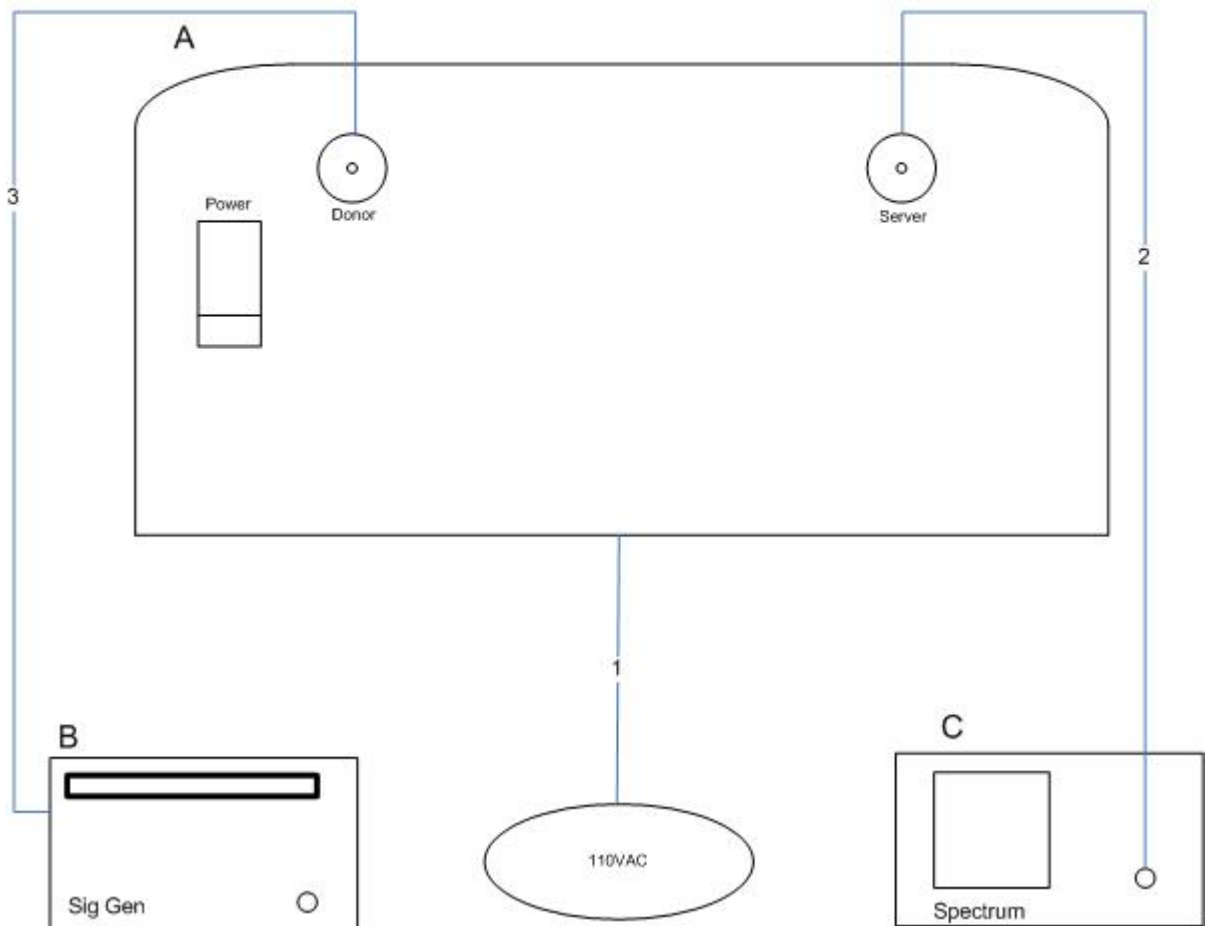 A
3
Power
Donor
Server
2
1
B
C
110VAC
Sig Gen
Spectrum